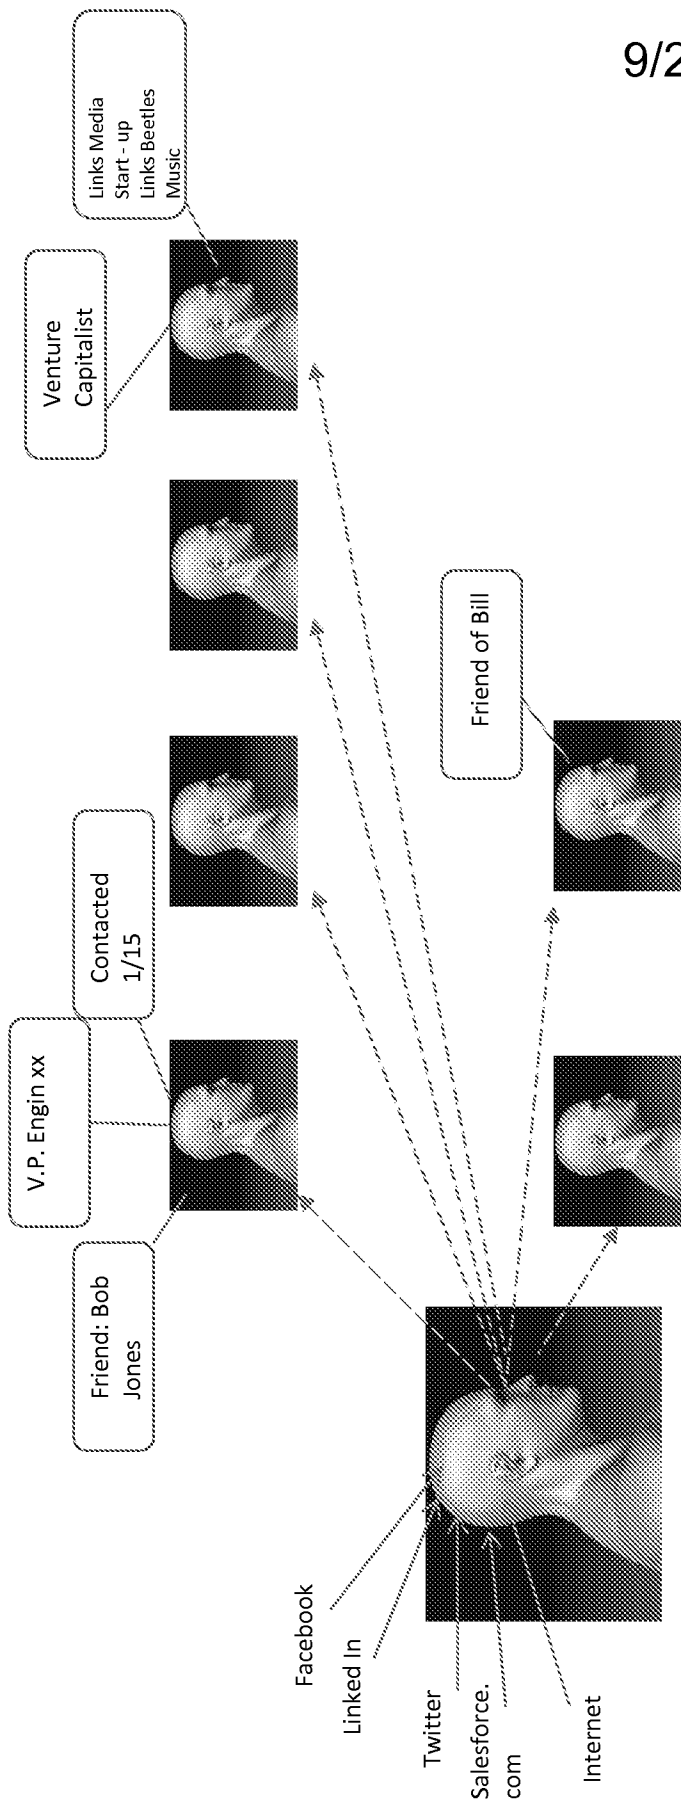 9/2
Links Media
Start - up
Links Beetles
Music
Venture
Capitalist
Friend of Bill
Contacted
1/15
V.P. Engin xx
Friend: Bob
Jones
Facebook
Linked In
Twitter
Salesforce.
com
Internet